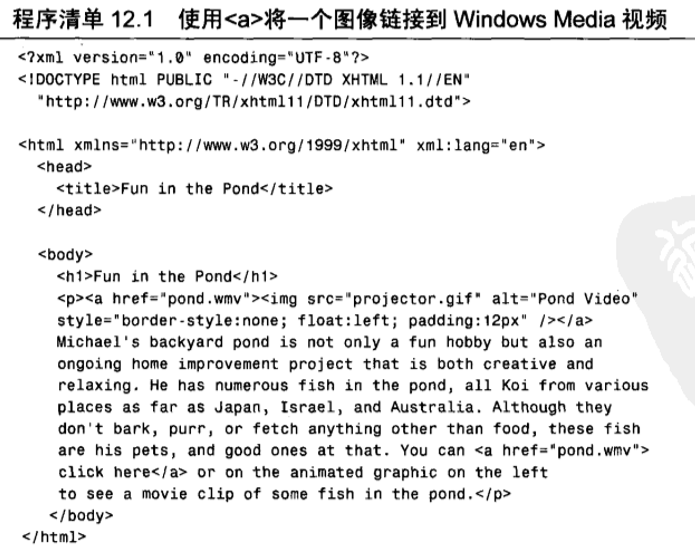 程序清单 12.1 使用<a>将一个图像链接到 Windows Media 视频
<?xml version="1.0" encoding="UTF-8"?>
<!DOCTYPE html PUBLIC "-//W3C//DTD XHTML 1.1//EN"
"http://www.w3.org/TR/xhtml11/DTD/xhtml11.dtd">
<html xmlns="http://www.w3.org/1999/xhtml" xml:lang="en">
<head>
<title>Fun in the Pond</title>
</head>
<body>
<h1>Fun in the Pond</h1>
<p><a href="pond.wmv"><img src="projector.gif" alt="Pond Video"
style="border-style:none; float:left; padding:12px" /></a>
Michael's backyard pond is not only a fun hobby but also an
ongoing home improvement project that is both creative and
relaxing. He has numerous fish in the pond, all Koi from various
places as far as Japan, Israel, and Australia. Although they
don't bark, purr, or fetch anything other than food, these fish
are his pets, and good ones at that. You can <a href="pond.wmv">
click here</a> or on the animated graphic on the left
to see a movie clip of some fish in the pond.</p>
</body>
</html>